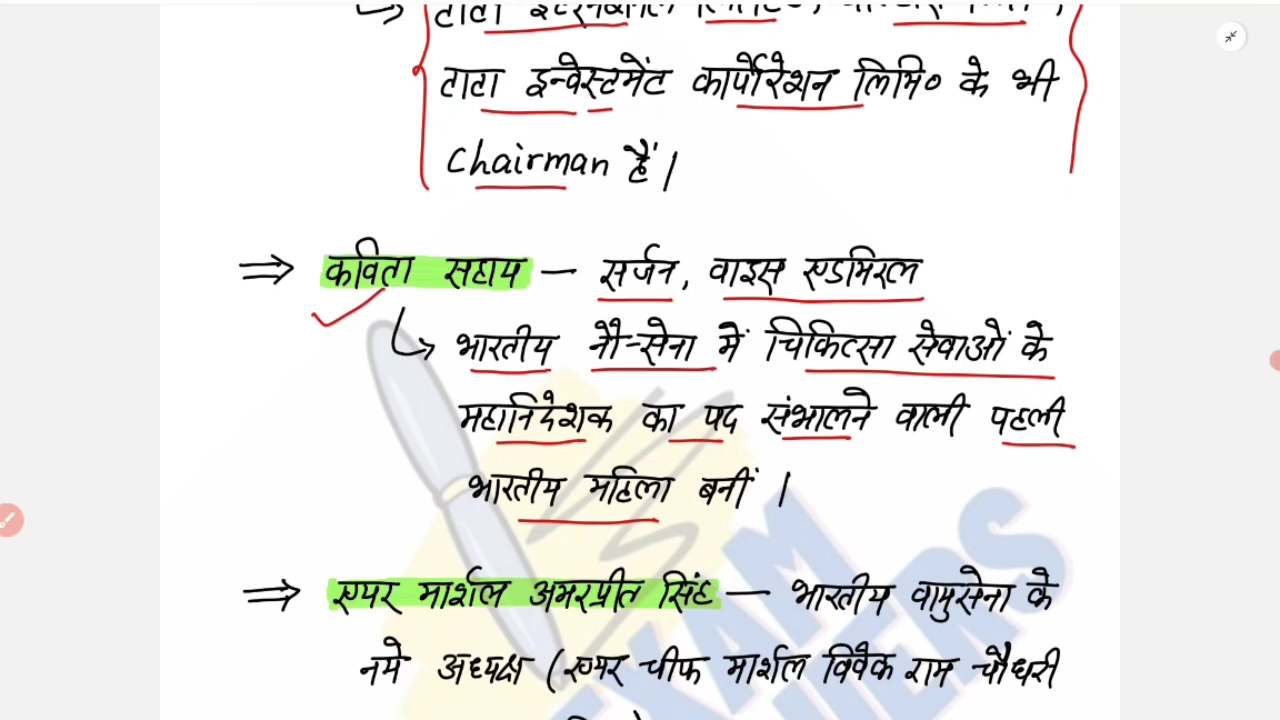 टाटा इन्वेस्टमेंट कार्पोरेशन लिमि० के भी
Chairman हैं।
⇒ कविता सहाय — सर्जन, वाइस एडमिरल
↳ भारतीय नौ-सेना में चिकित्सा सेवाओं के
महानिदेशक का पद संभालने वाली पहली
भारतीय महिला बनीं ।
⇒ एयर मार्शल अमरप्रीत सिंह — भारतीय वायुसेना के
नये अध्यक्ष (एयर चीफ मार्शल विवेक राम चौधरी
EXAM